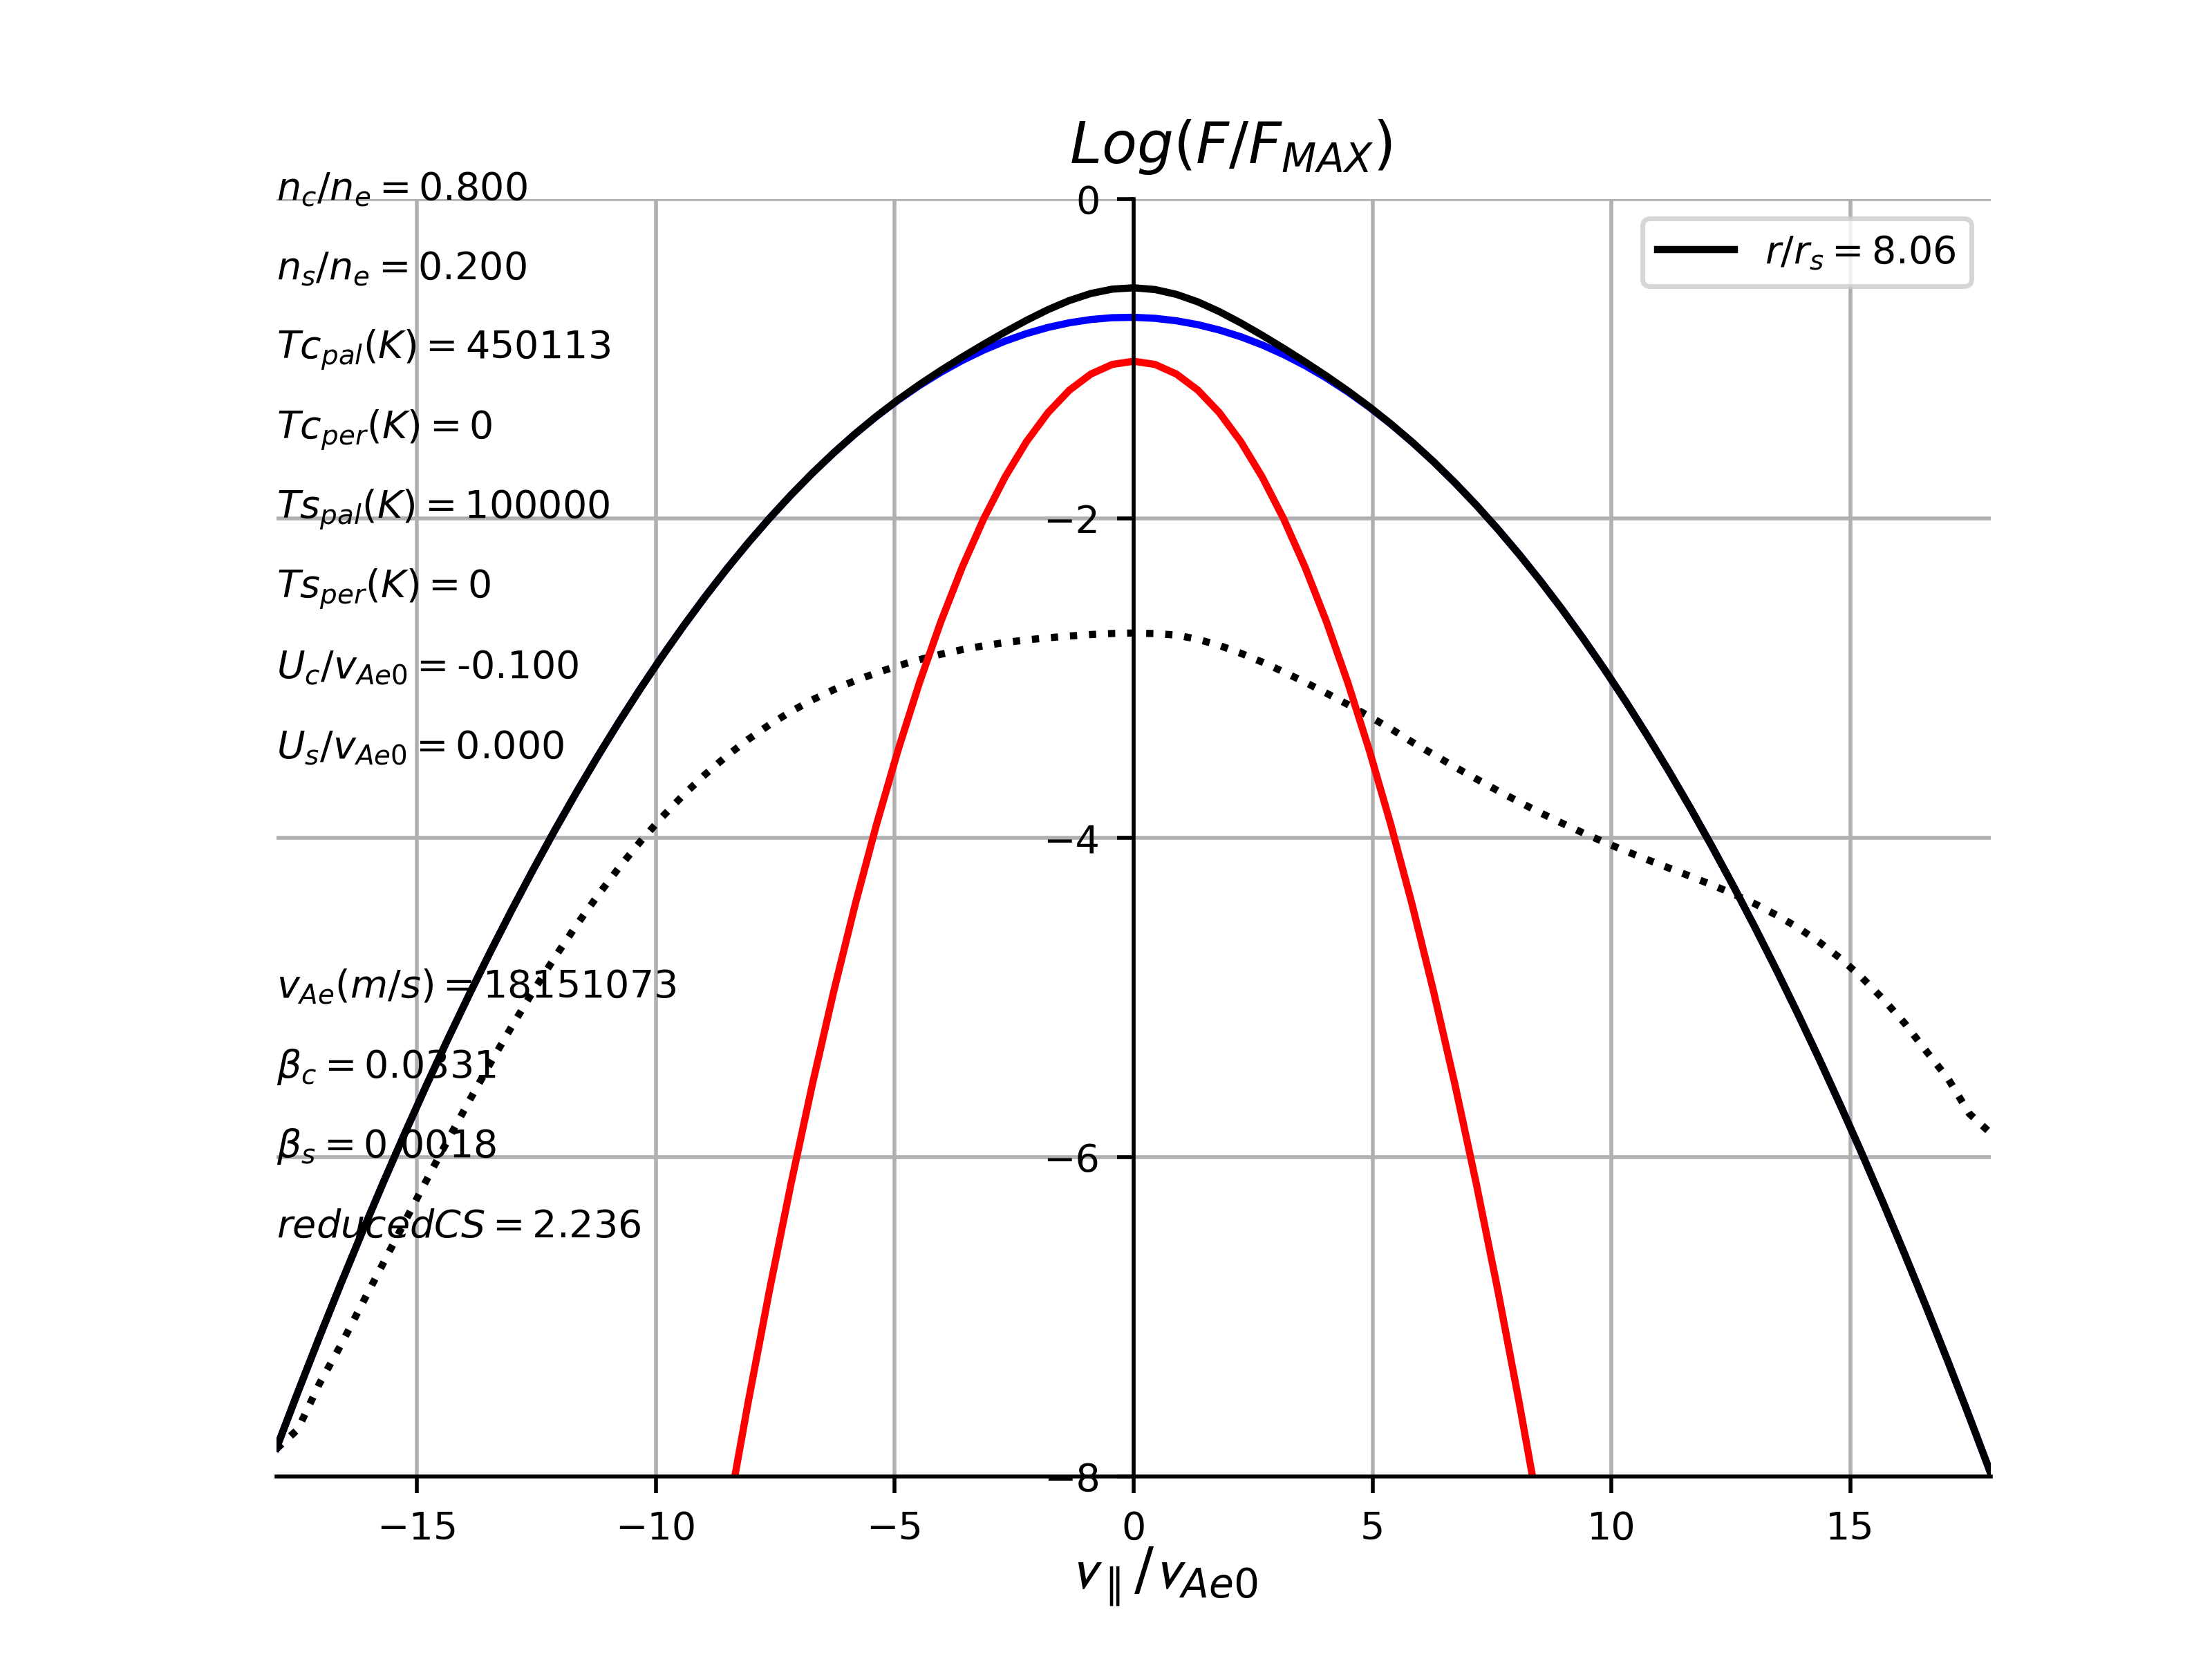 Log(F/F_MAX)
n_c/n_e = 0.800
0
r/r_s = 8.06
n_s/n_e = 0.200
Tc_pal(K) = 450113
Tc_per(K) = 0
Ts_pal(K) = 100000
−2
Ts_per(K) = 0
U_c/v_Ae0 = -0.100
U_s/v_Ae0 = 0.000
−4
v_Ae(m/s) = 18151073
β_c = 0.0331
β_s = 0.0018
−6
reducedCS = 2.236
−8
−15 −10 −5 0 5 10 15
v_∥/v_Ae0